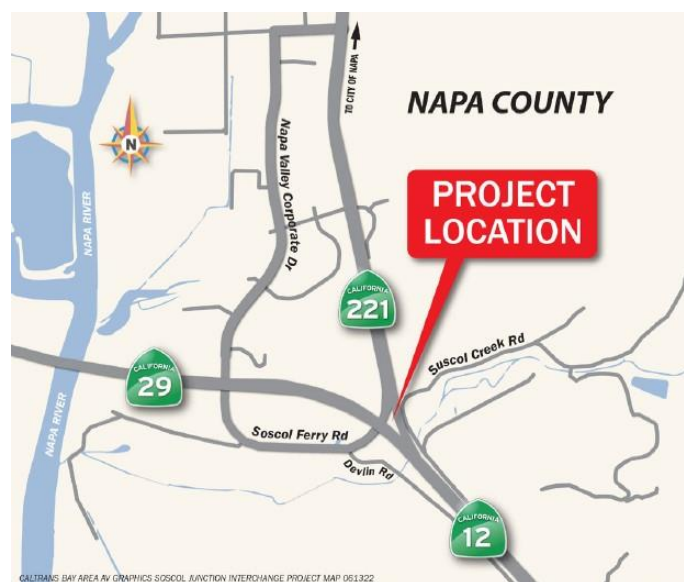 TO CITY OF NAPA
NAPA COUNTY
N
Napa Valley Corporate Dr
NAPA RIVER
PROJECT
LOCATION
CALIFORNIA
221
Suscol Creek Rd
CALIFORNIA
29
NAPA RIVER
Soscol Ferry Rd
Devlin Rd
CALIFORNIA
12
CALTRANS BAY AREA AV GRAPHICS SOSCOL JUNCTION INTERCHANGE PROJECT MAP 061322